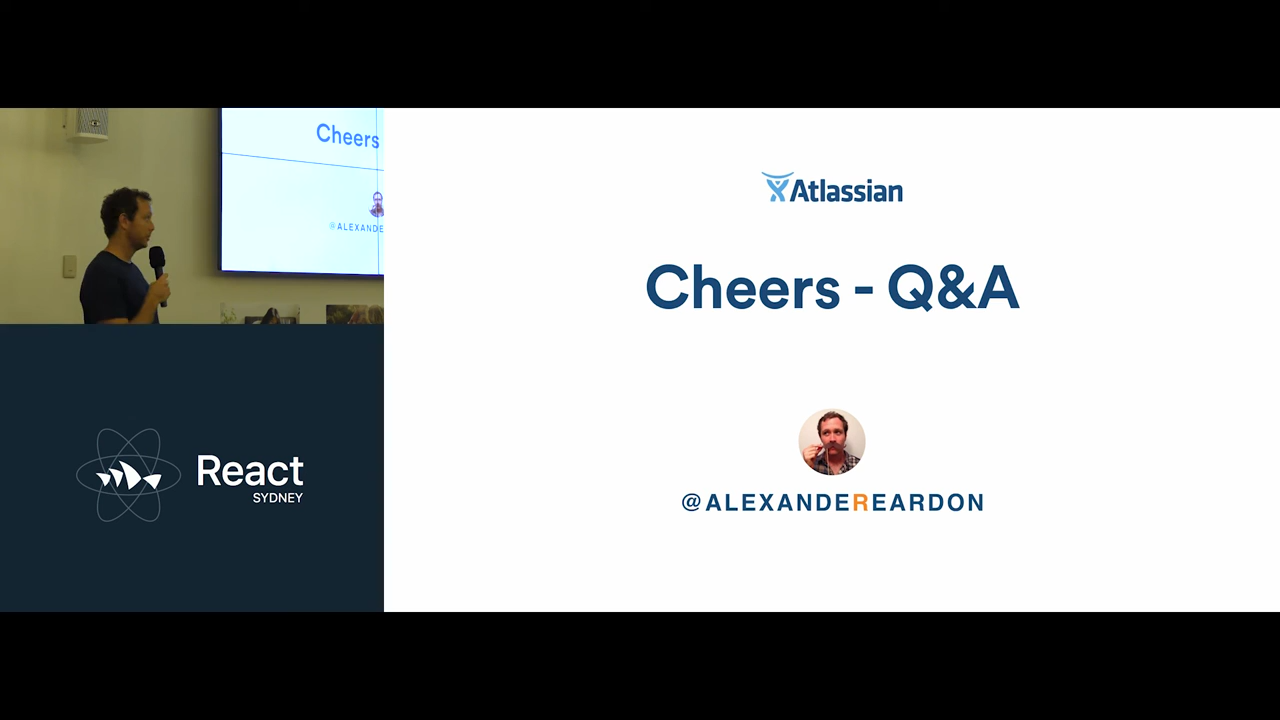 Cheers
@ALEXANDE
React
SYDNEY
Atlassian
Cheers - Q&A
@ALEXANDEREARDON